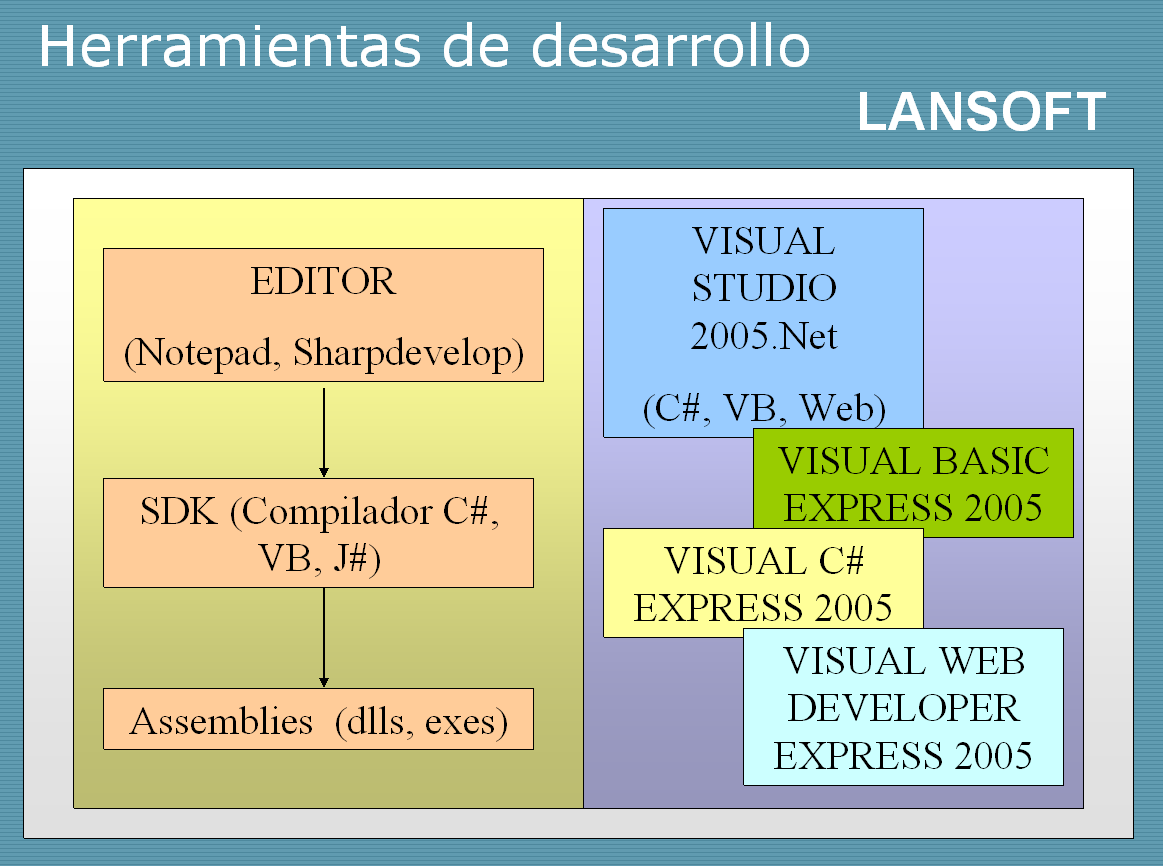 Herramientas de desarrollo
LANSOFT
EDITOR
(Notepad, Sharpdevelop)
SDK (Compilador C#,
VB, J#)
Assemblies (dlls, exes)
VISUAL
STUDIO
2005.Net
(C#, VB, Web)
VISUAL BASIC
EXPRESS 2005
VISUAL C#
EXPRESS 2005
VISUAL WEB
DEVELOPER
EXPRESS 2005